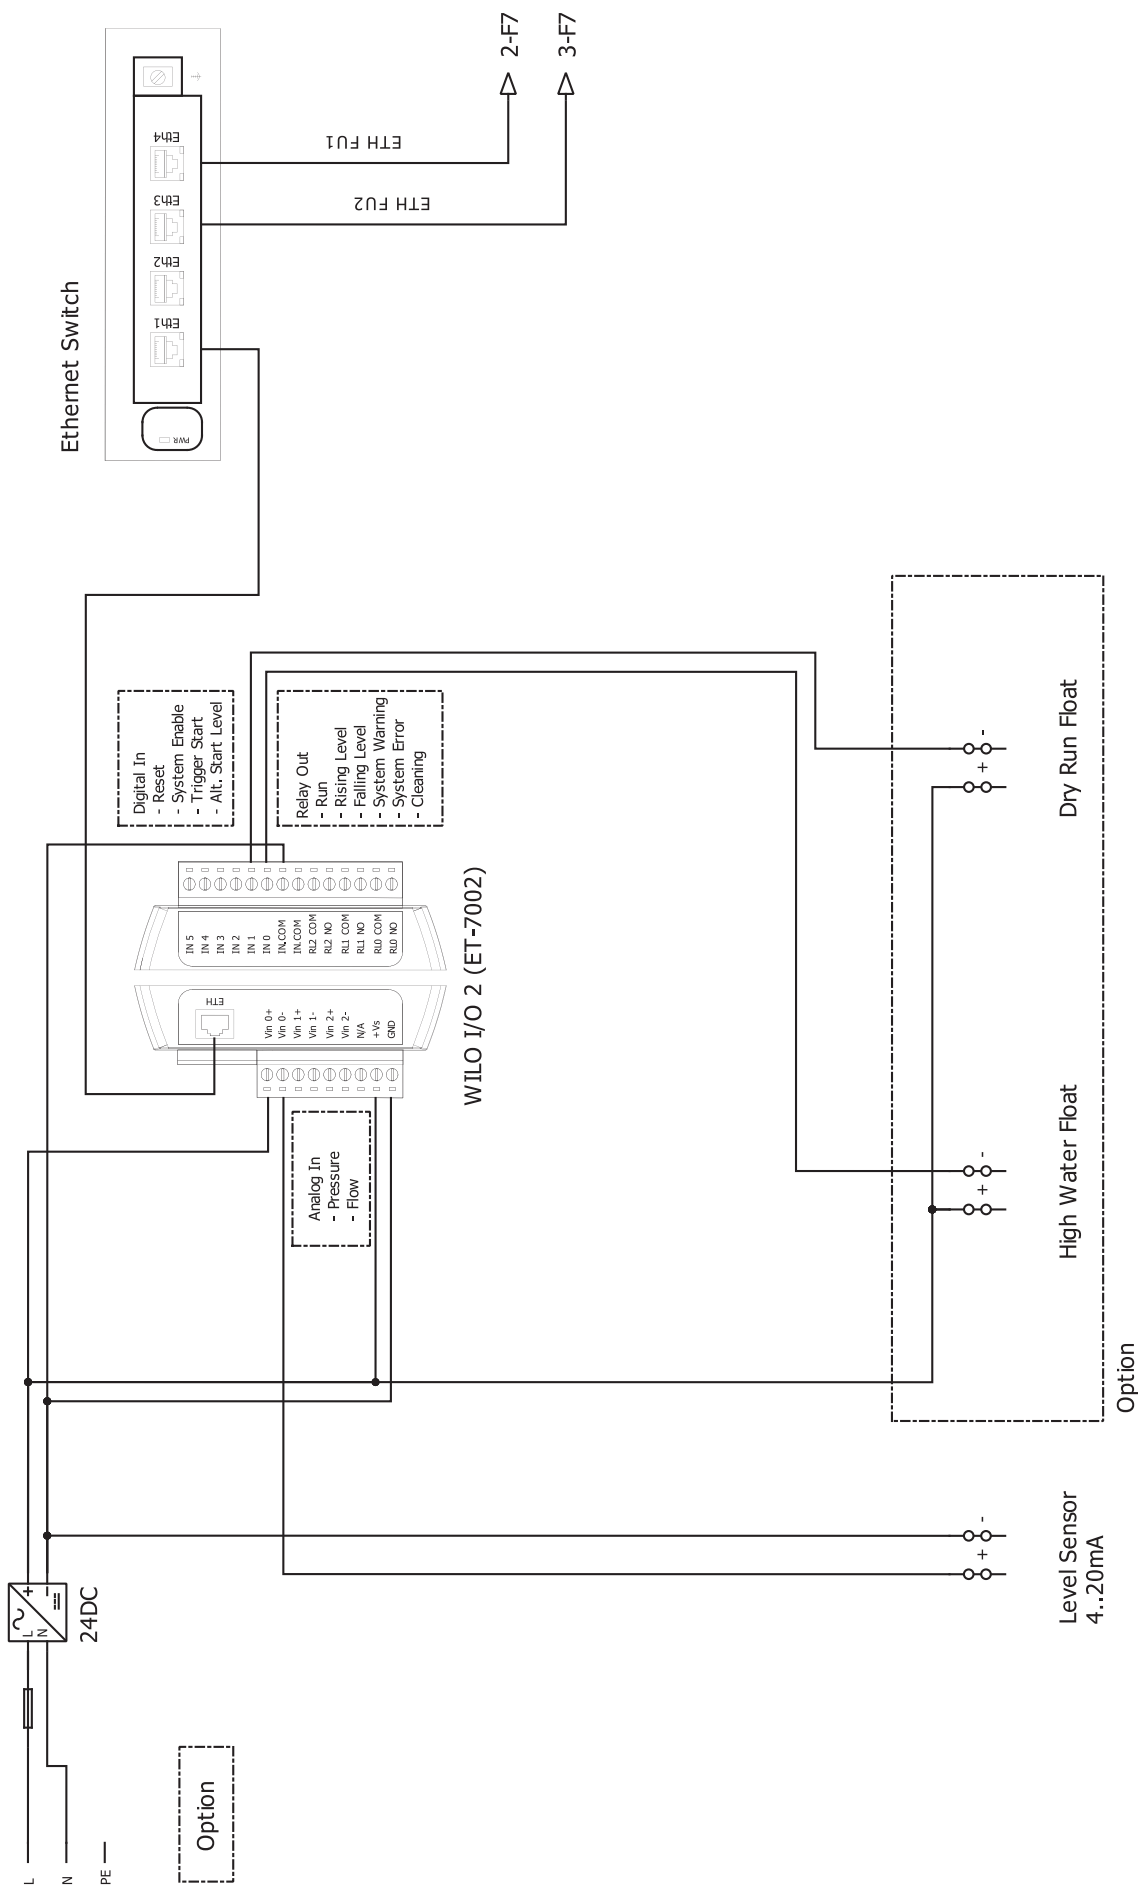 L
N
PE
Option
L
N
+
24DC
Level Sensor
4..20mA
+
-
Option
High Water Float
+
-
Dry Run Float
+
-
Analog In
- Pressure
- Flow
WILO I/O 2 (ET-7002)
ETH
Vin 0+
Vin 0-
Vin 1+
Vin 1-
Vin 2+
Vin 2-
N/A
+Vs
GND
IN 5
IN 4
IN 3
IN 2
IN 1
IN 0
IN.COM
IN.COM
RL2 COM
RL2 NO
RL1 COM
RL1 NO
RL0 COM
RL0 NO
Digital In
- Reset
- System Enable
- Trigger Start
- Alt. Start Level
Relay Out
- Run
- Rising Level
- Falling Level
- System Warning
- System Error
- Cleaning
Ethernet Switch
PWR
Eth1
Eth2
Eth3
Eth4
ETH FU1
ETH FU2
2-F7
3-F7